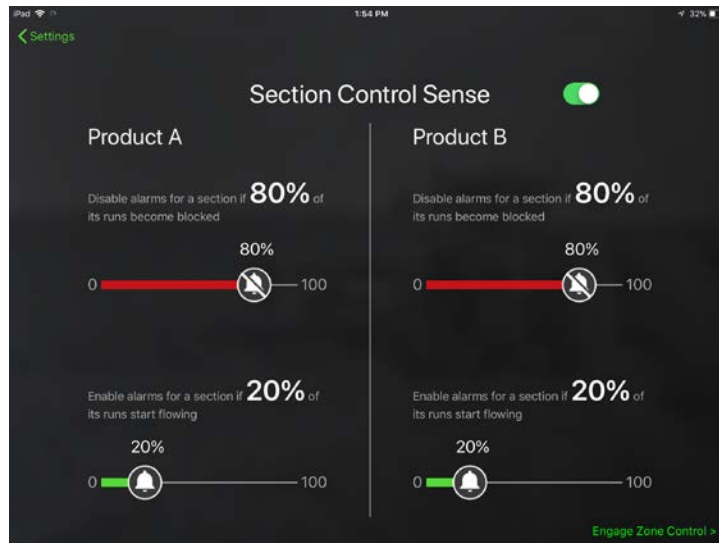 iPad
1:54 PM
32%
Settings
Section Control Sense
Product A
Disable alarms for a section if 80% of
its runs become blocked
80%
0
100
Enable alarms for a section if 20% of
its runs start flowing
20%
0
100
Product B
Disable alarms for a section if 80% of
its runs become blocked
80%
0
100
Enable alarms for a section if 20% of
its runs start flowing
20%
0
100
Engage Zone Control >